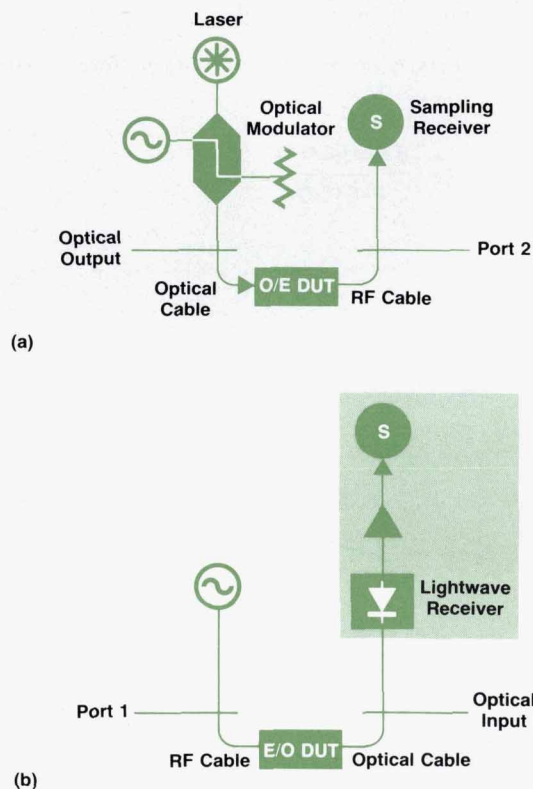 Laser
Optical
Modulator
S
Sampling
Receiver
Optical
Output
Port 2
Optical
Cable
O/E DUT
RF Cable
(a)
S
Lightwave
Receiver
Port 1
Optical
Input
RF Cable
E/O DUT
Optical Cable
(b)